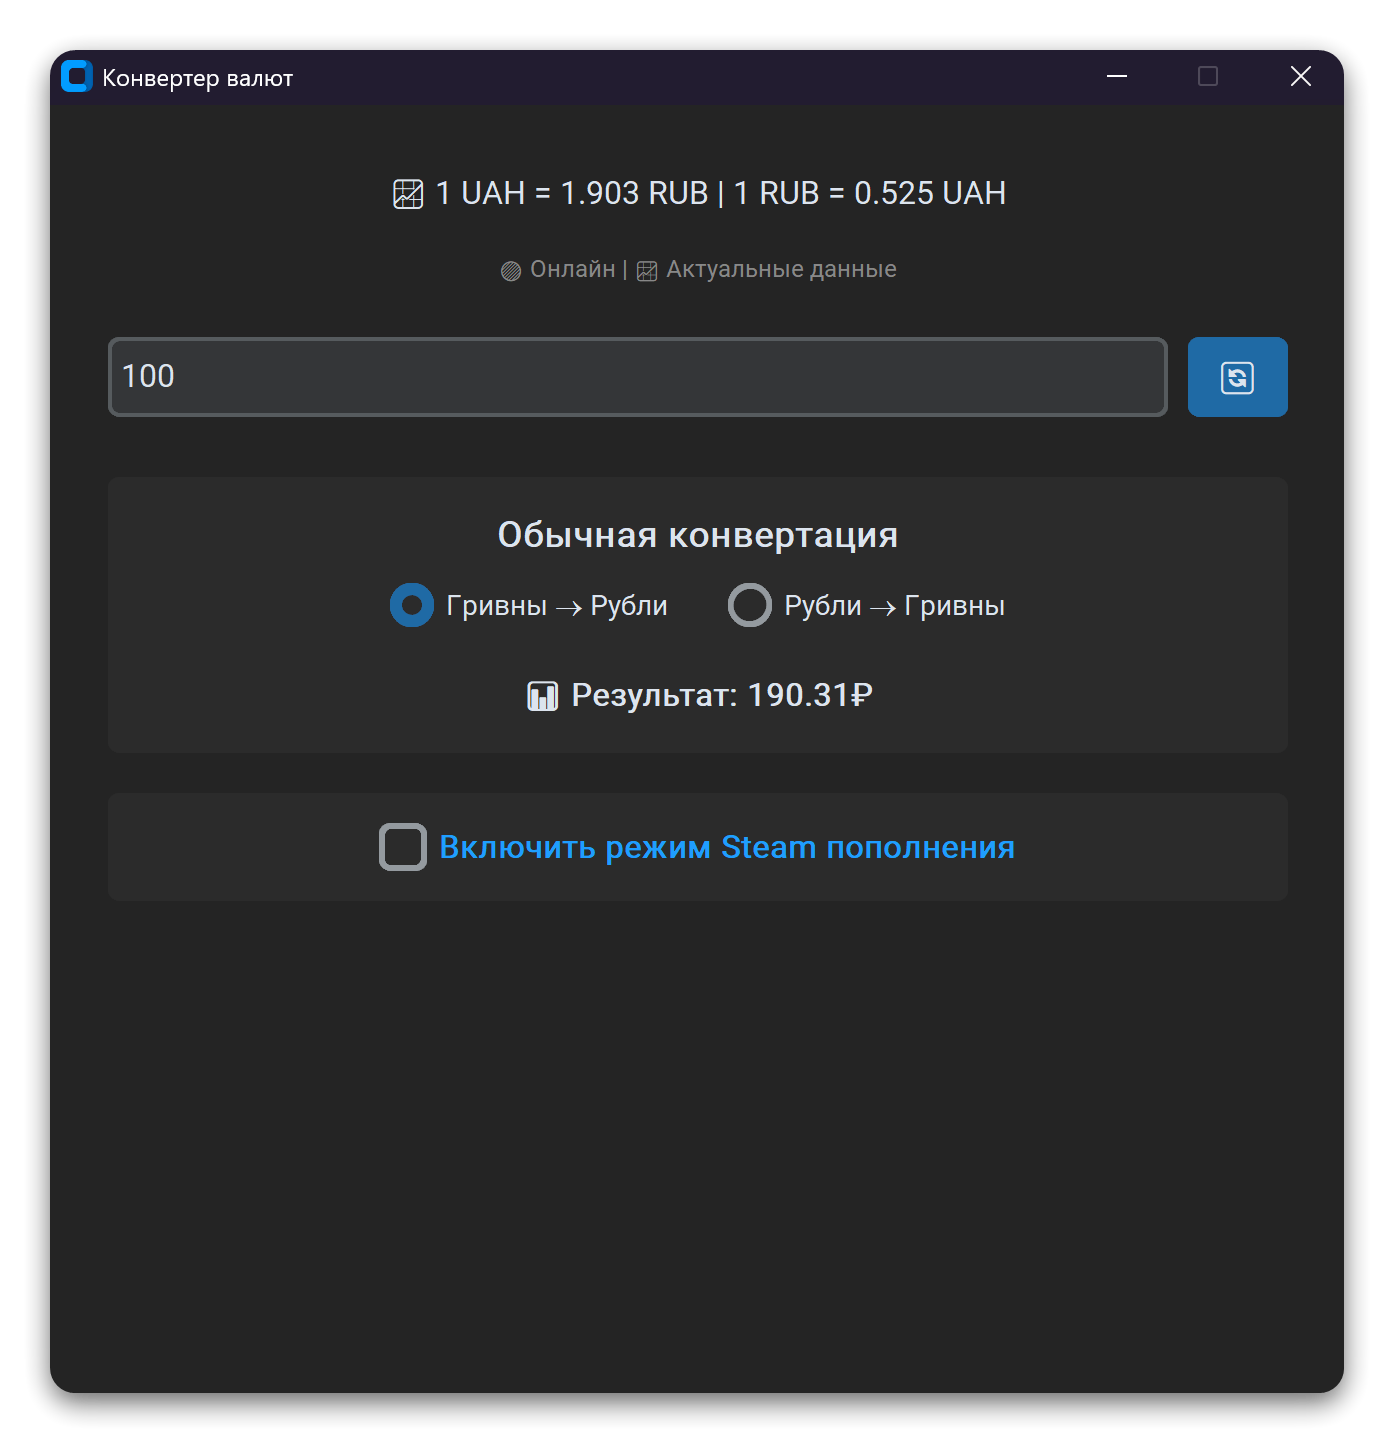 Конвертер валют
1 UAH = 1.903 RUB | 1 RUB = 0.525 UAH
Онлайн | Актуальные данные
100
Обычная конвертация
Гривны → Рубли Рубли → Гривны
Результат: 190.31₽
Включить режим Steam пополнения